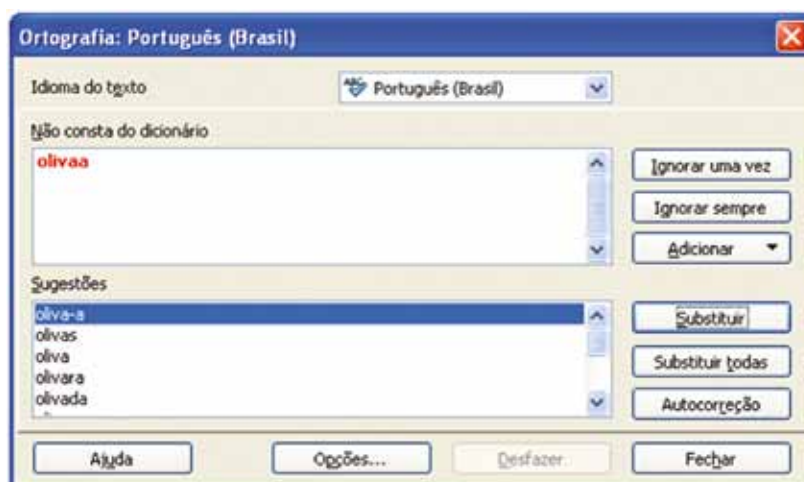 Ortografia: Português (Brasil)
Idioma do texto
ABC Português (Brasil)
Não consta do dicionário
olivaa
Ignorar uma vez
Ignorar sempre
Adicionar
Sugestões
oliva-a
olivas
oliva
olivara
olivada
Substituir
Substituir todas
Autocorreção
Ajuda
Opções...
Desfazer
Fechar